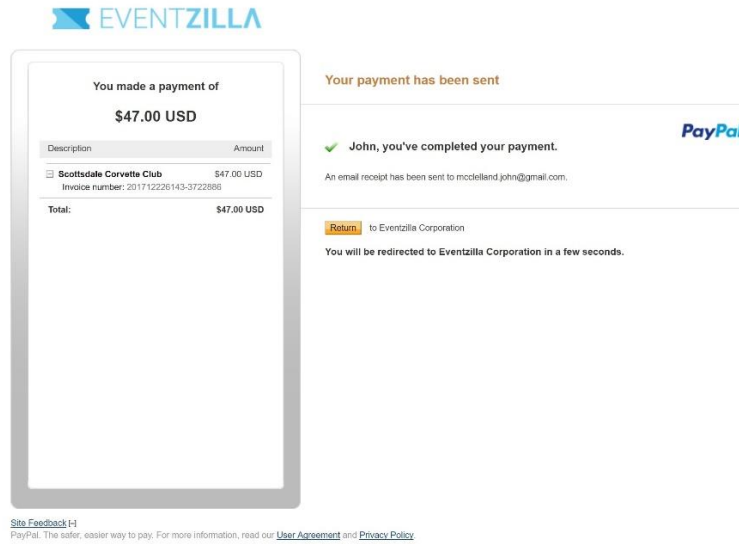 EVENTZILLA
You made a payment of
$47.00 USD
Description Amount
Scottsdale Corvette Club $47.00 USD
Invoice number: 201712226143-3722886
Total: $47.00 USD
Your payment has been sent
PayPal
John, you've completed your payment.
An email receipt has been sent to mcclelland.john@gmail.com.
Return to Eventzilla Corporation
You will be redirected to Eventzilla Corporation in a few seconds.
Site Feedback [-]
PayPal. The safer, easier way to pay. For more information, read our User Agreement and Privacy Policy.